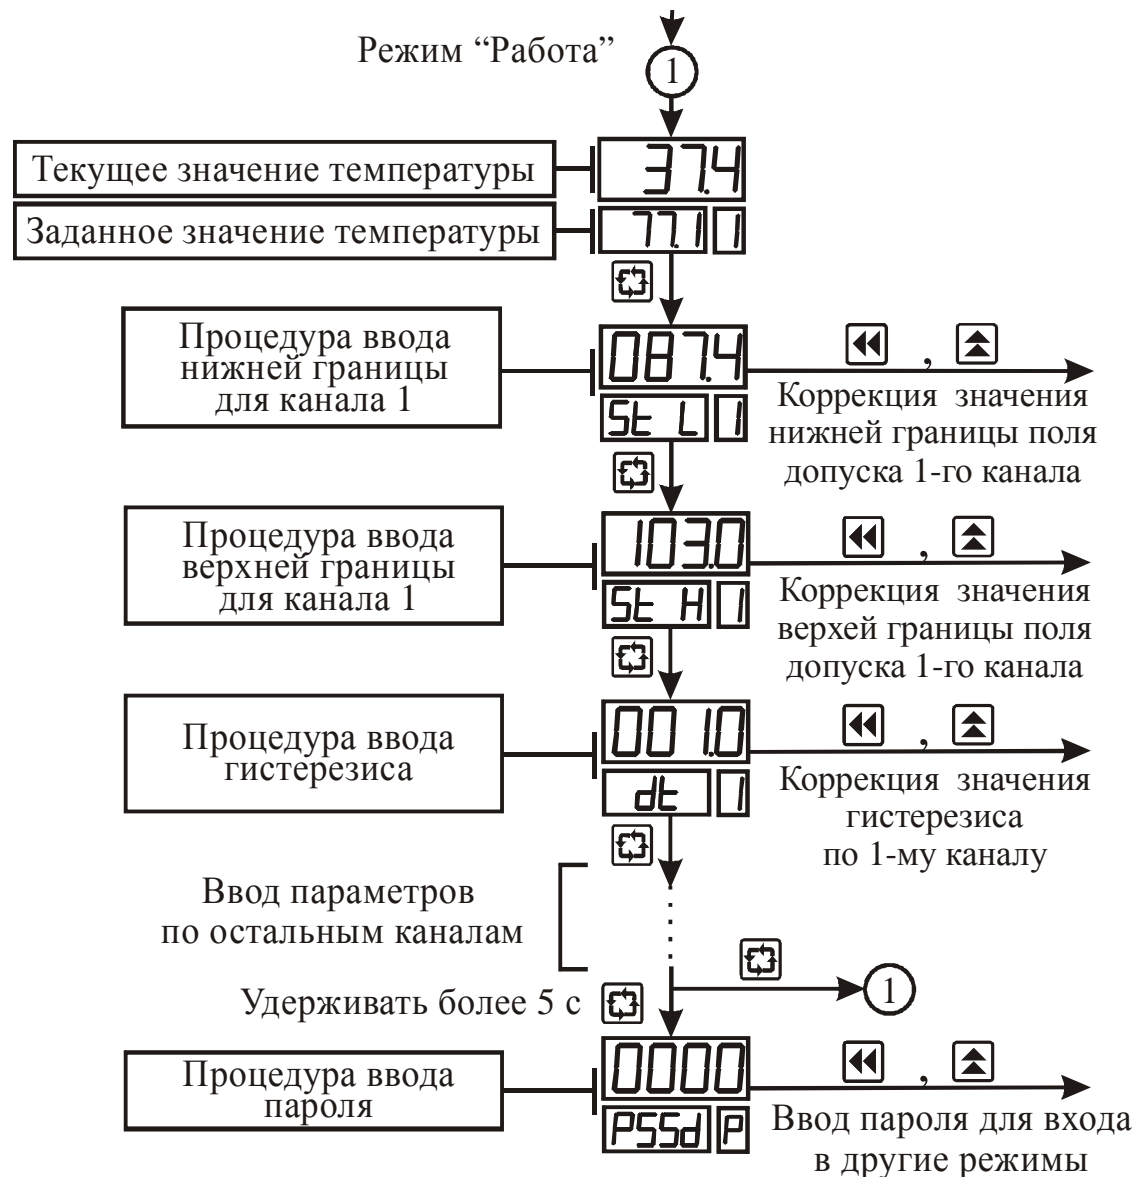 Режим “Работа”
1
Текущее значение температуры
37.4
Заданное значение температуры
77.1 1
Процедура ввода
нижней границы
для канала 1
087.4
St L 1
,
Коррекция значения
нижней границы поля
допуска 1-го канала
Процедура ввода
верхней границы
для канала 1
103.0
St H 1
,
Коррекция значения
верхей границы поля
допуска 1-го канала
Процедура ввода
гистерезиса
001.0
dt 1
,
Коррекция значения
гистерезиса
по 1-му каналу
Ввод параметров
по остальным каналам
1
Удерживать более 5 с
Процедура ввода
пароля
0000
PSSd P
,
Ввод пароля для входа
в другие режимы